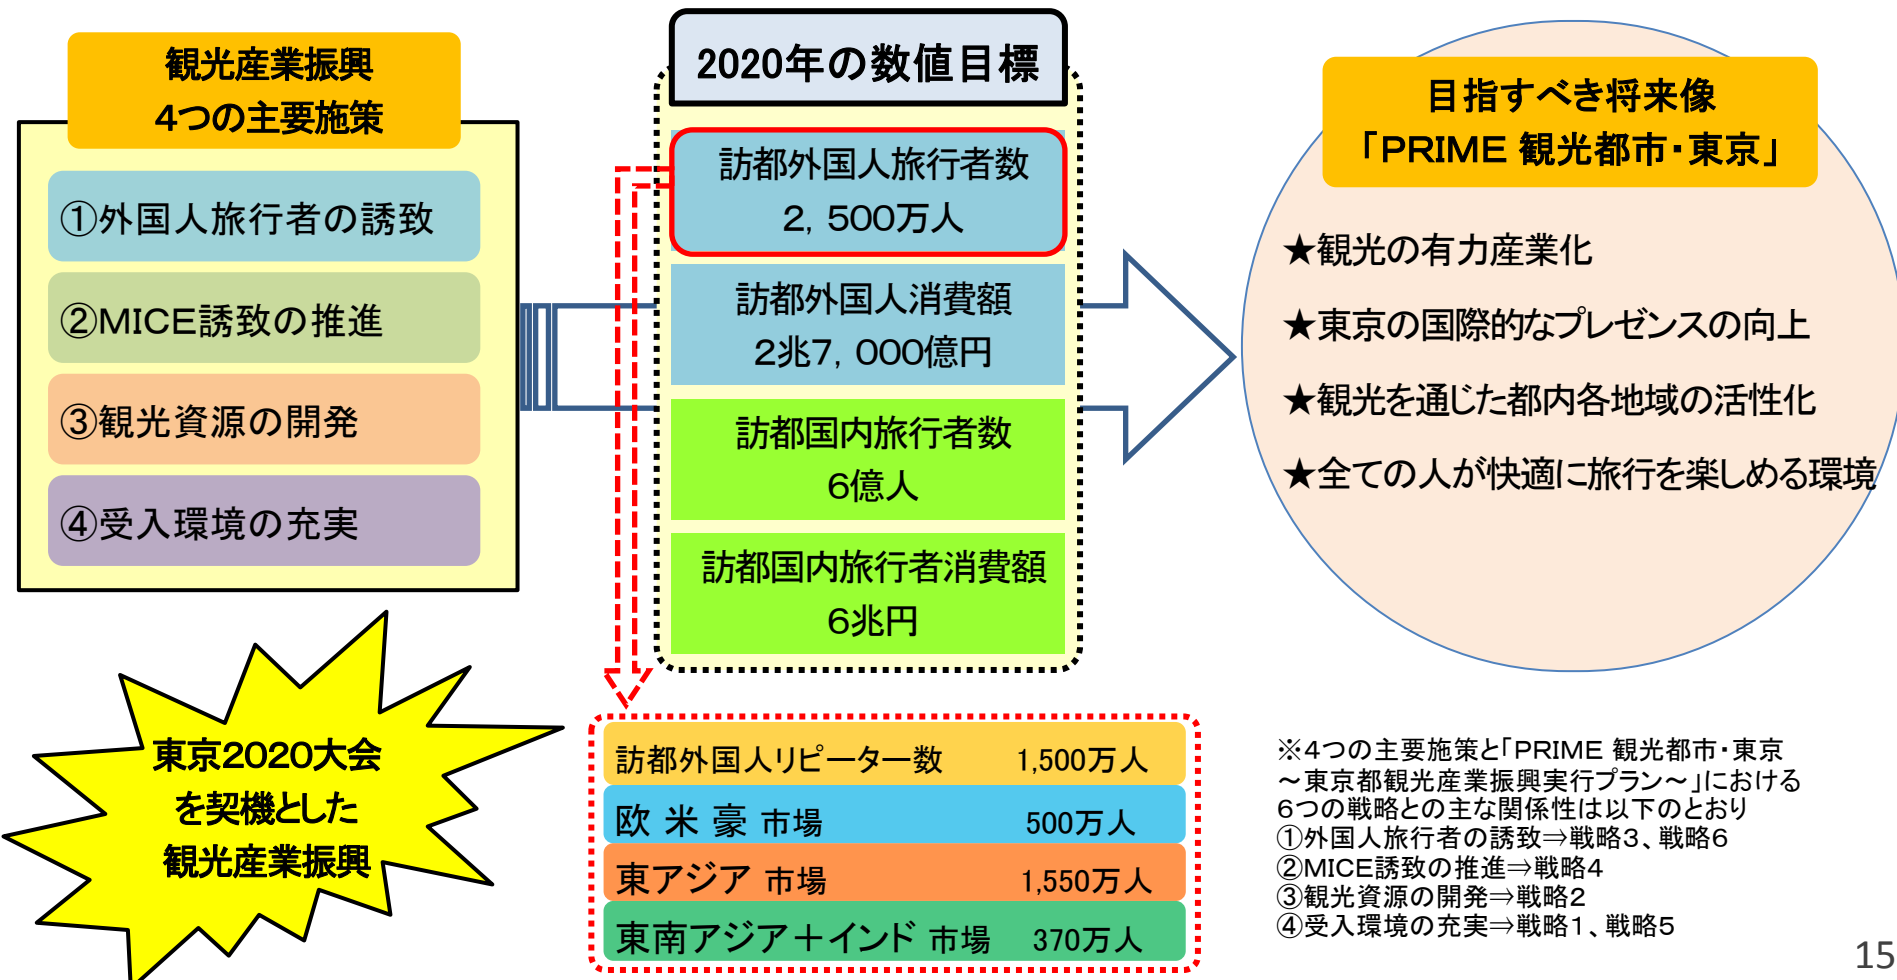 観光産業振興
4つの主要施策
①外国人旅行者の誘致
②MICE誘致の推進
③観光資源の開発
④受入環境の充実
東京2020大会
を契機とした
観光産業振興
2020年の数値目標
訪都外国人旅行者数
2,500万人
訪都外国人消費額
2兆7,000億円
訪都国内旅行者数
6億人
訪都国内旅行者消費額
6兆円
訪都外国人リピーター数 1,500万人
欧米豪 市場 500万人
東アジア 市場 1,550万人
東南アジア+インド 市場 370万人
目指すべき将来像
「PRIME 観光都市・東京」
★観光の有力産業化
★東京の国際的なプレゼンスの向上
★観光を通じた都内各地域の活性化
★全ての人が快適に旅行を楽しめる環境
※4つの主要施策と「PRIME 観光都市・東京
～東京都観光産業振興実行プラン～」における
6つの戦略との主な関係性は以下のとおり
①外国人旅行者の誘致⇒戦略3、戦略6
②MICE誘致の推進⇒戦略4
③観光資源の開発⇒戦略2
④受入環境の充実⇒戦略1、戦略5
15